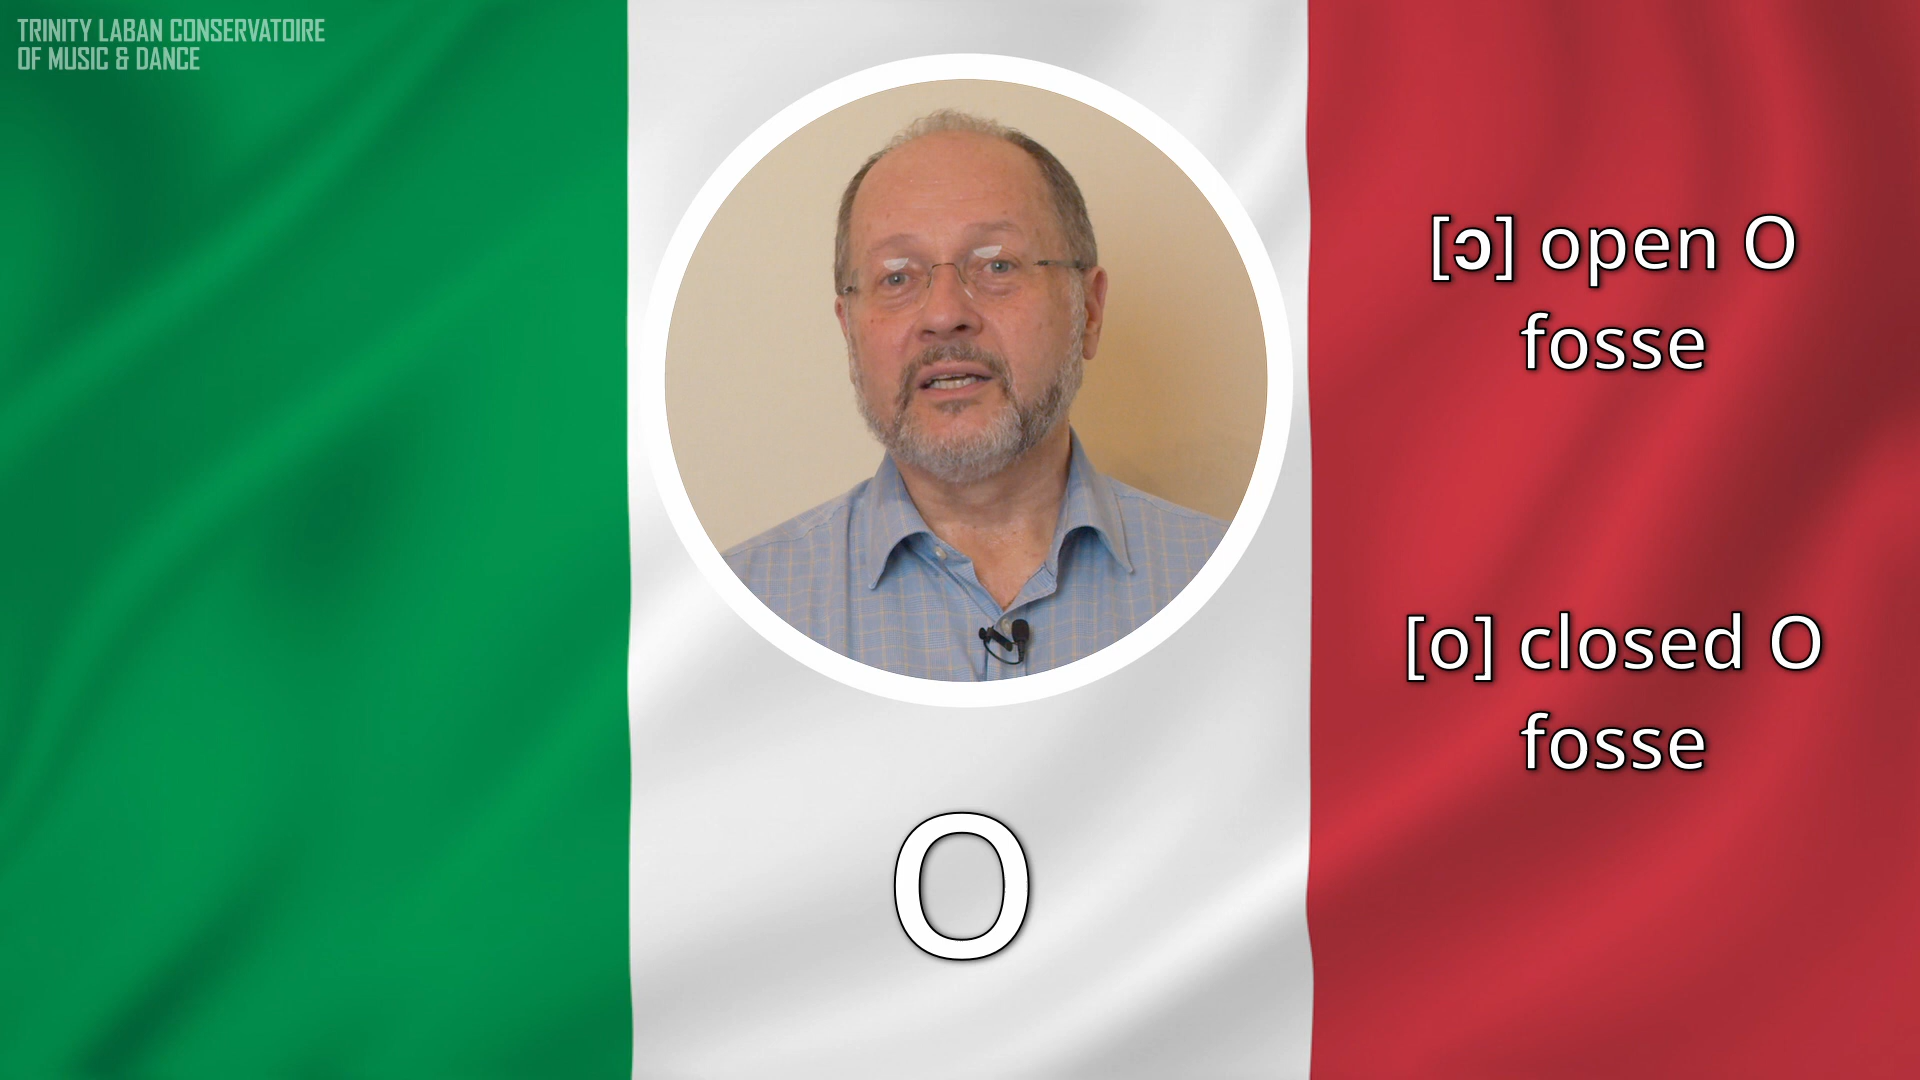 TRINITY LABAN CONSERVATOIRE
OF MUSIC & DANCE
[ɔ] open O
fosse
[o] closed O
fosse
O